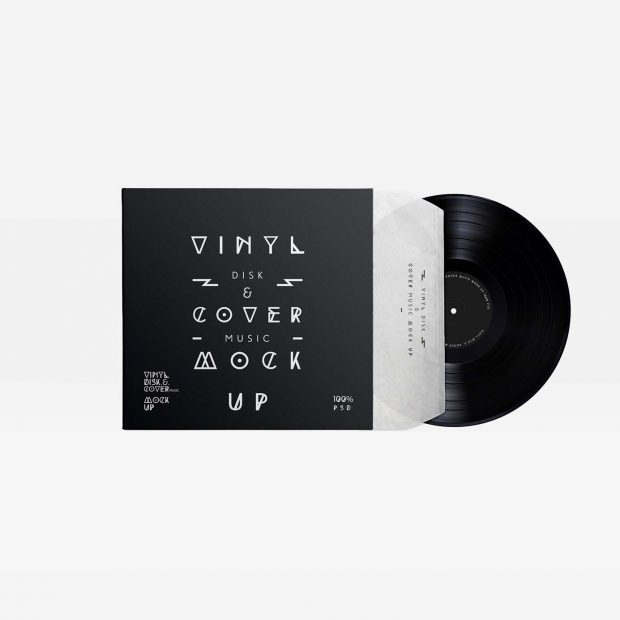 VINYL
DISK
&
COVER
MUSIC
MOCK
UP
VINYL
DISK &
COVER MUSIC
MOCK
UP
100%
PSD
VINYL DISK
&
COVER MUSIC MOCK UP